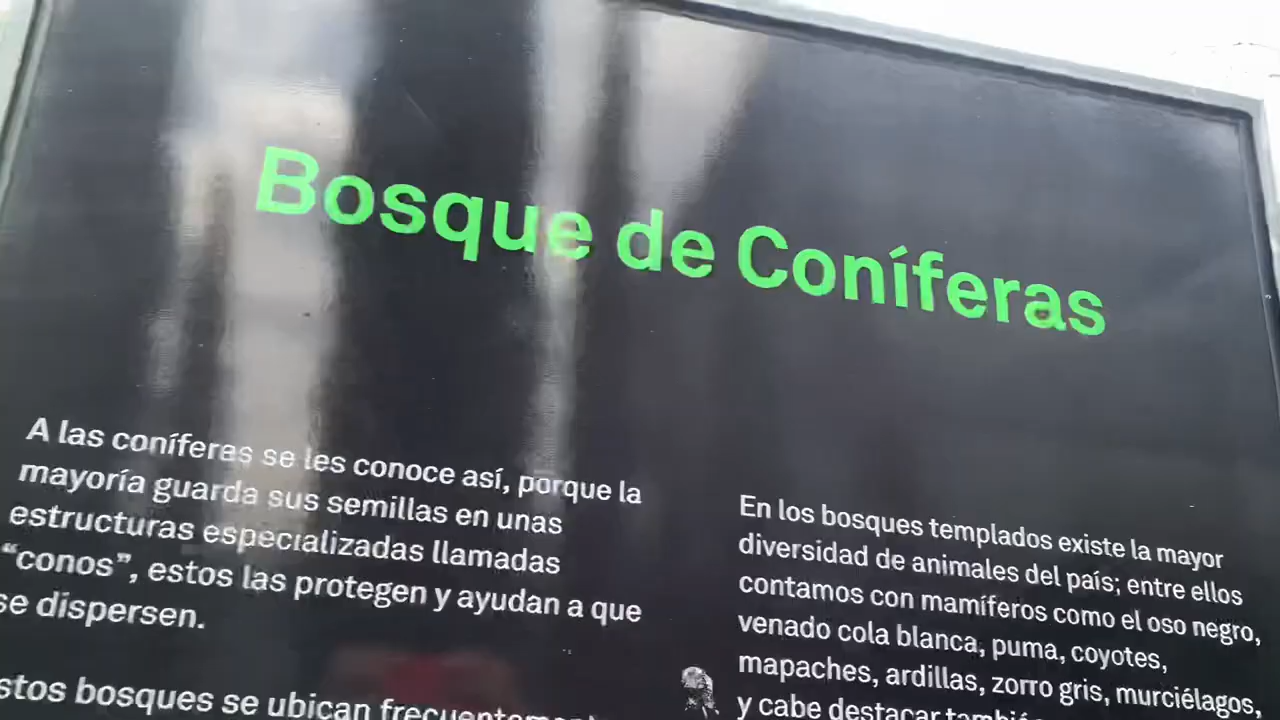 Bosque de Coníferas
A las coníferas se les conoce así, porque la
mayoría guarda sus semillas en unas
estructuras especializadas llamadas
“conos”, estos las protegen y ayudan a que
se dispersen.
stos bosques se ubican frecuentemen
En los bosques templados existe la mayor
diversidad de animales del país; entre ellos
contamos con mamíferos como el oso negro,
venado cola blanca, puma, coyotes,
mapaches, ardillas, zorro gris, murciélagos,
y cabe destacar